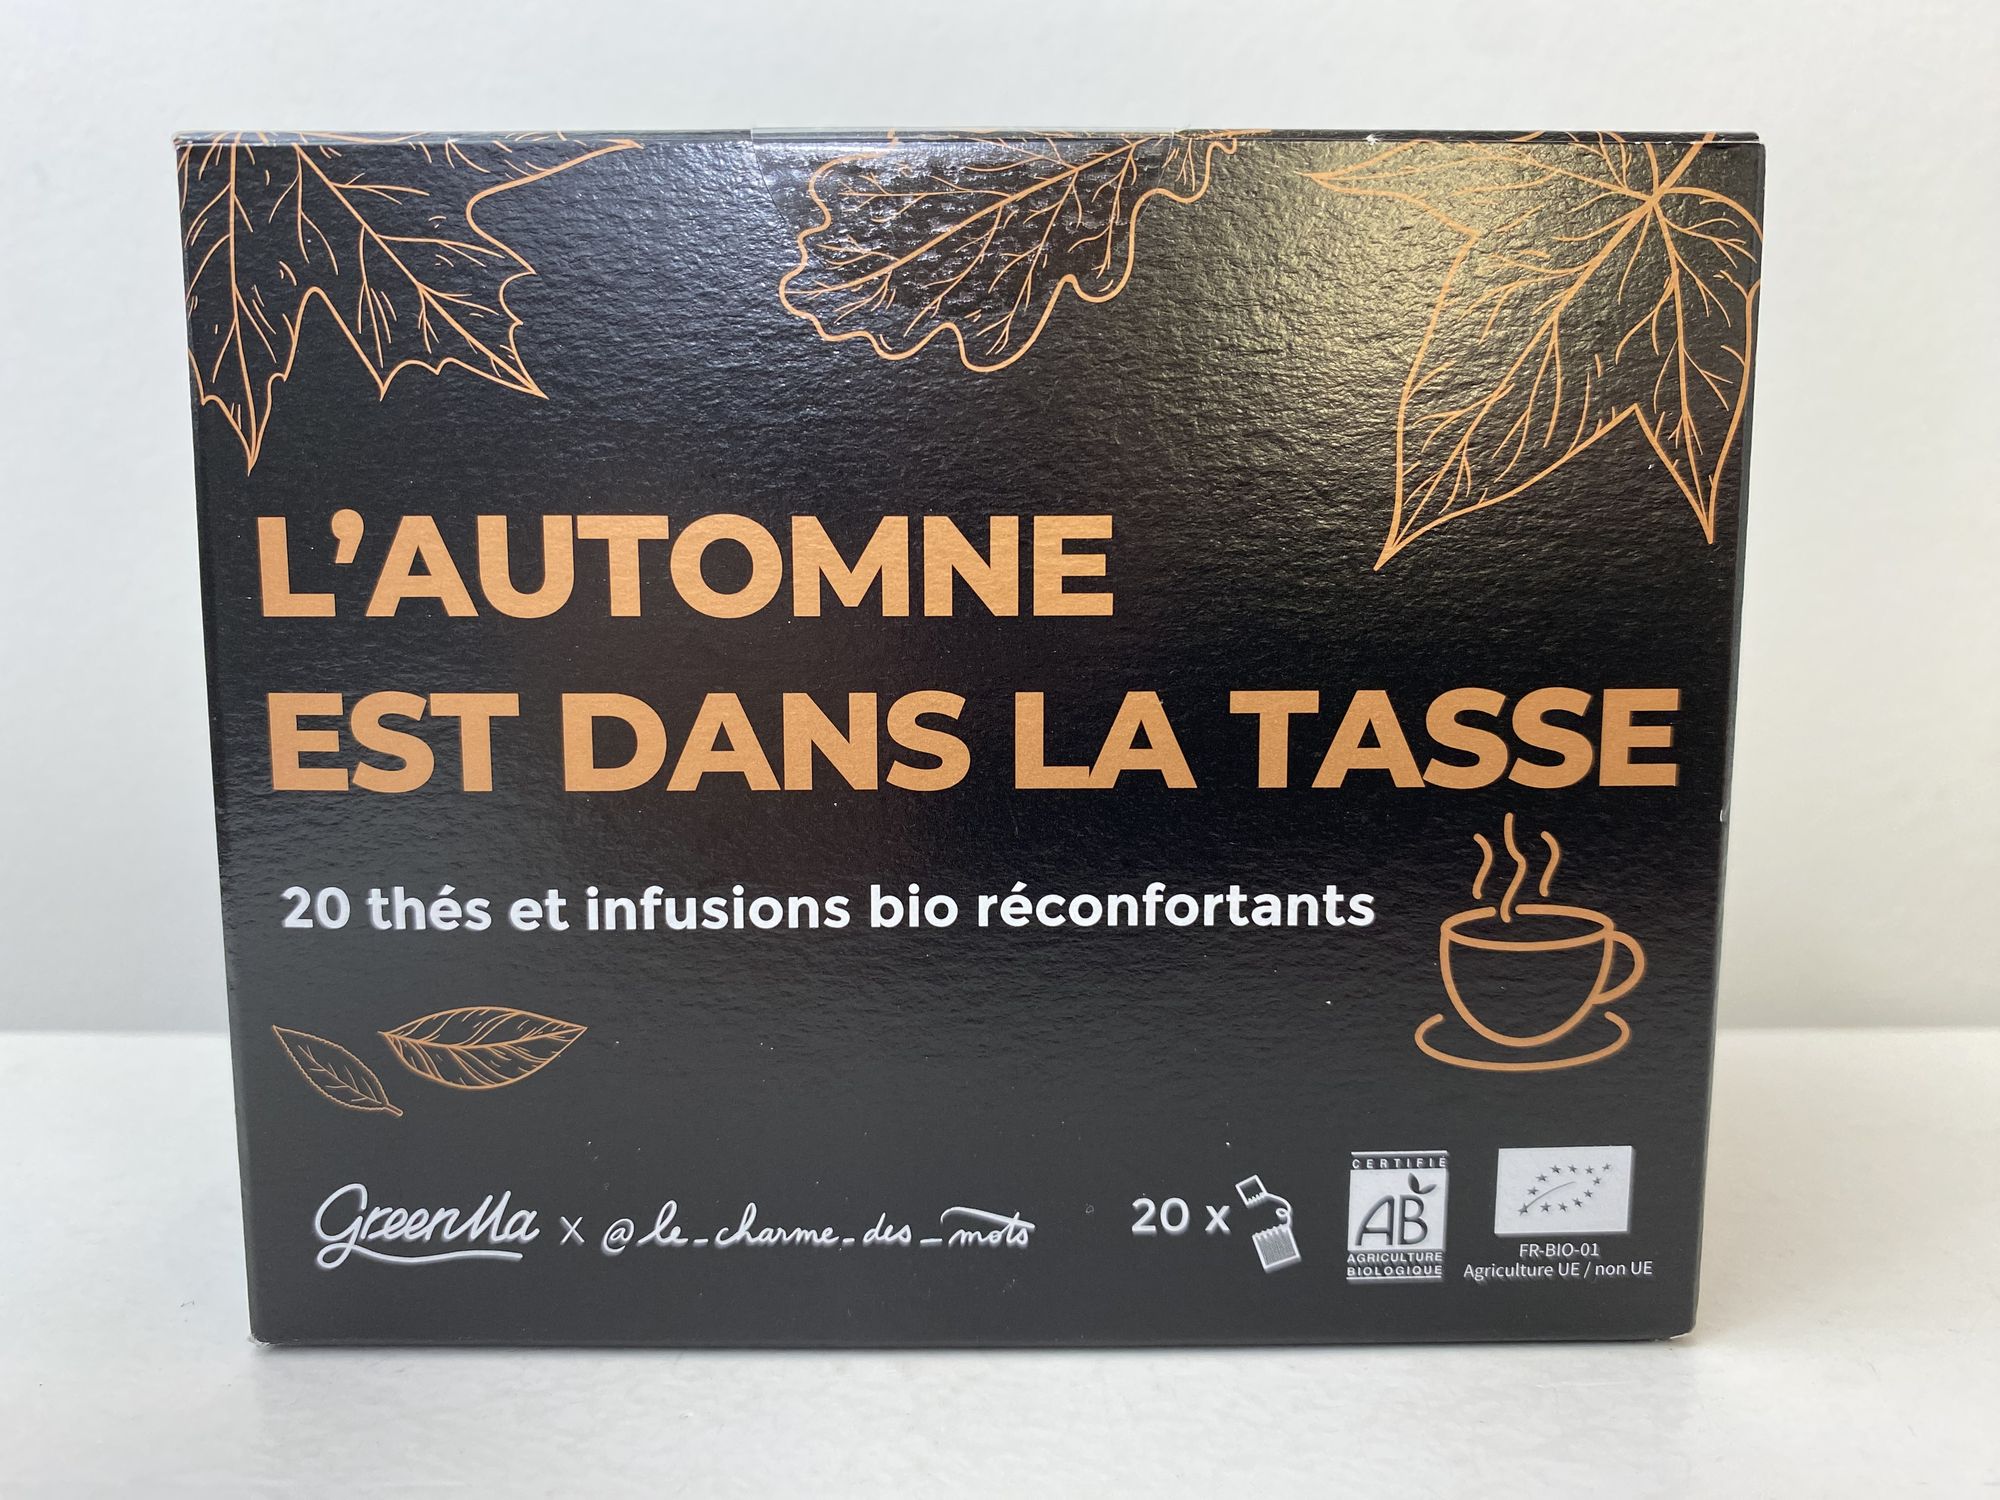 L'AUTOMNE
EST DANS LA TASSE
20 thés et infusions bio réconfortants
GreenMa x @le_charme_des_mots
20 x
CERTIFIÉ
AB
AGRICULTURE
BIOLOGIQUE
FR-BIO-01
Agriculture UE / non UE